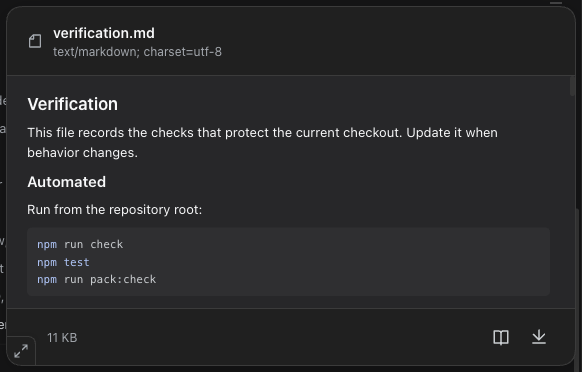 verification.md
text/markdown; charset=utf-8
Verification
This file records the checks that protect the current checkout. Update it when
behavior changes.
Automated
Run from the repository root:
npm run check
npm test
npm run pack:check
11 KB